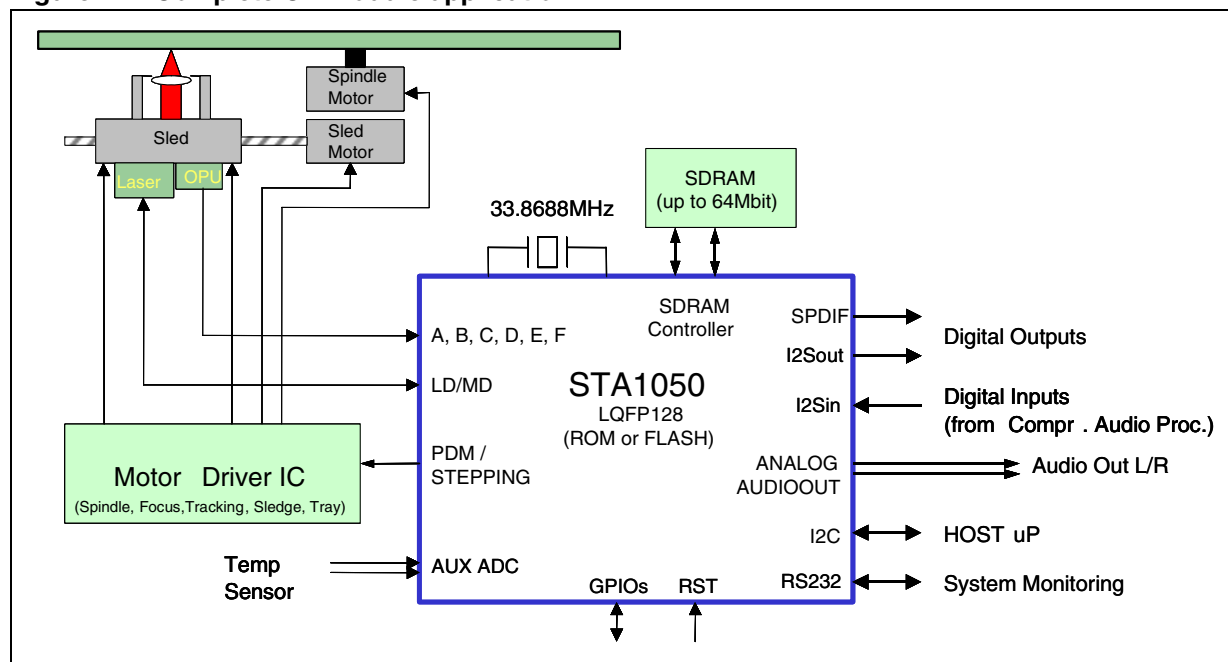 Spindle
Motor
Sled
Sled
Motor
Laser
OPU
SDRAM
(up to 64Mbit)
33.8688MHz
SDRAM
Controller
A, B, C, D, E, F
LD/MD
PDM /
STEPPING
AUX ADC
STA1050
LQFP128
(ROM or FLASH)
SPDIF
I2Sout
I2Sin
ANALOG
AUDIOOUT
I2C
RS232
GPIOs
RST
Digital Outputs
Digital Inputs
(from Compr . Audio Proc.)
Audio Out L/R
HOST uP
System Monitoring
Motor Driver IC
(Spindle, Focus,Tracking, Sledge, Tray)
Temp
Sensor